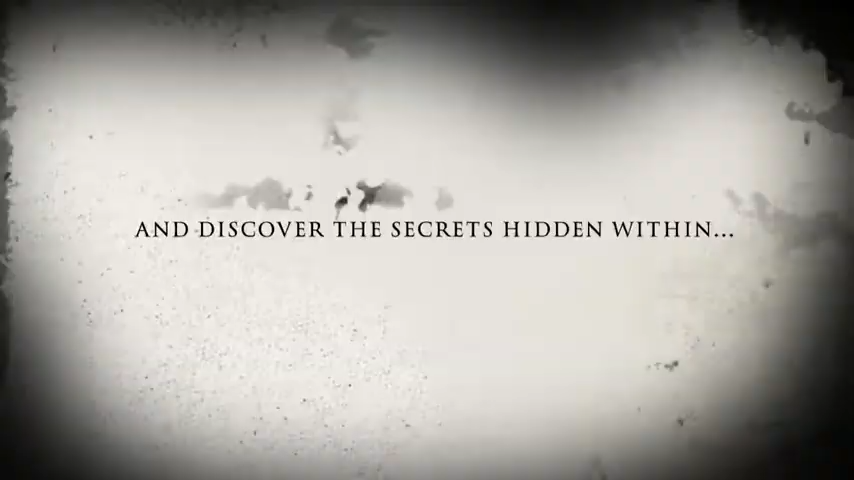 AND DISCOVER THE SECRETS HIDDEN WITHIN...